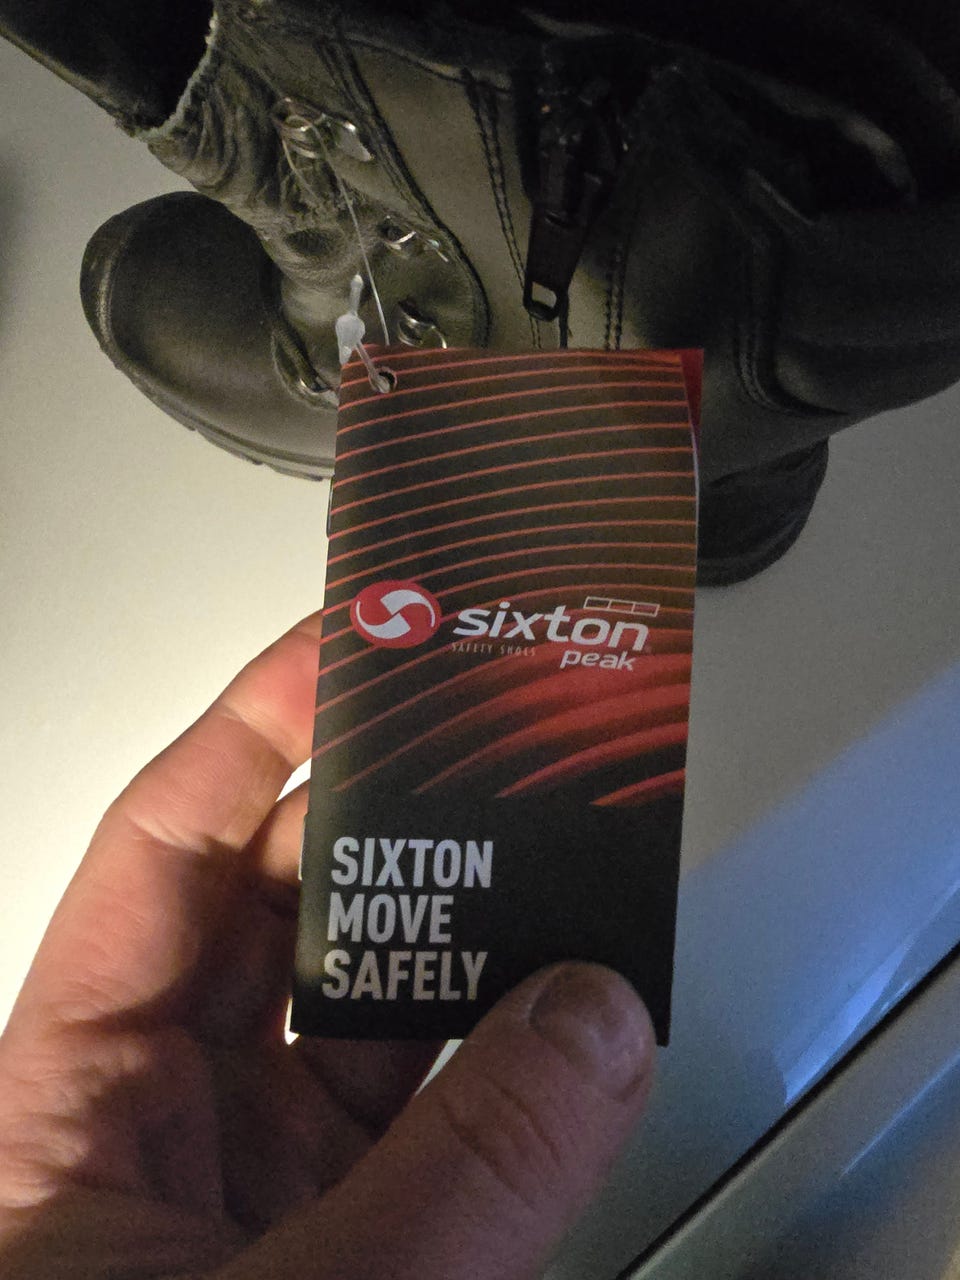 sixton
SAFETY SHOES
peak
SIXTON
MOVE
SAFELY